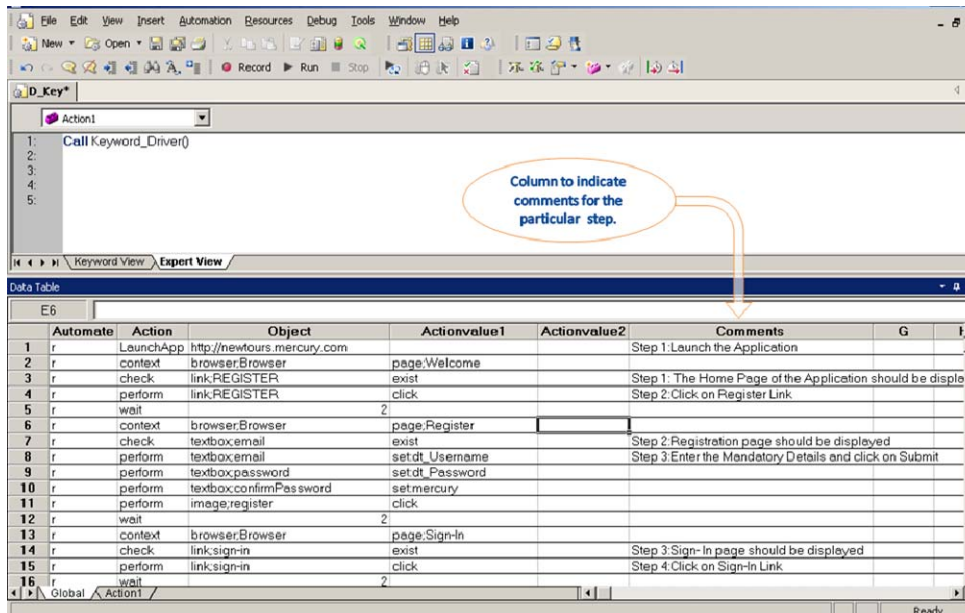 File Edit View Insert Automation Resources Debug Tools Window Help
New Open
Record Run Stop
D_Key*
Action1
1: Call Keyword_Driver()
2:
3:
4:
5:
Column to indicate
comments for the
particular step.
Keyword View Expert View
Data Table
E6
Automate Action Object Actionvalue1 Actionvalue2 Comments G
1 r LaunchApp http://newtours.mercury.com Step 1:Launch the Application
2 r context browser;Browser page;Welcome
3 r check link;REGISTER exist Step 1: The Home Page of the Application should be displa
4 r perform link;REGISTER click Step 2:Click on Register Link
5 r wait 2
6 r context browser;Browser page;Register
7 r check textbox;email exist Step 2:Registration page should be displayed
8 r perform textbox;email set:dt_Username Step 3:Enter the Mandatory Details and click on Submit
9 r perform textbox;password set:dt_Password
10 r perform textbox;confirmPassword set:mercury
11 r perform image;register click
12 r wait 2
13 r context browser;Browser page;Sign-In
14 r check link;sign-in exist Step 3:Sign-In page should be displayed
15 r perform link;sign-in click Step 4:Click on Sign-In Link
16 r wait 2
Global Action1
Ready